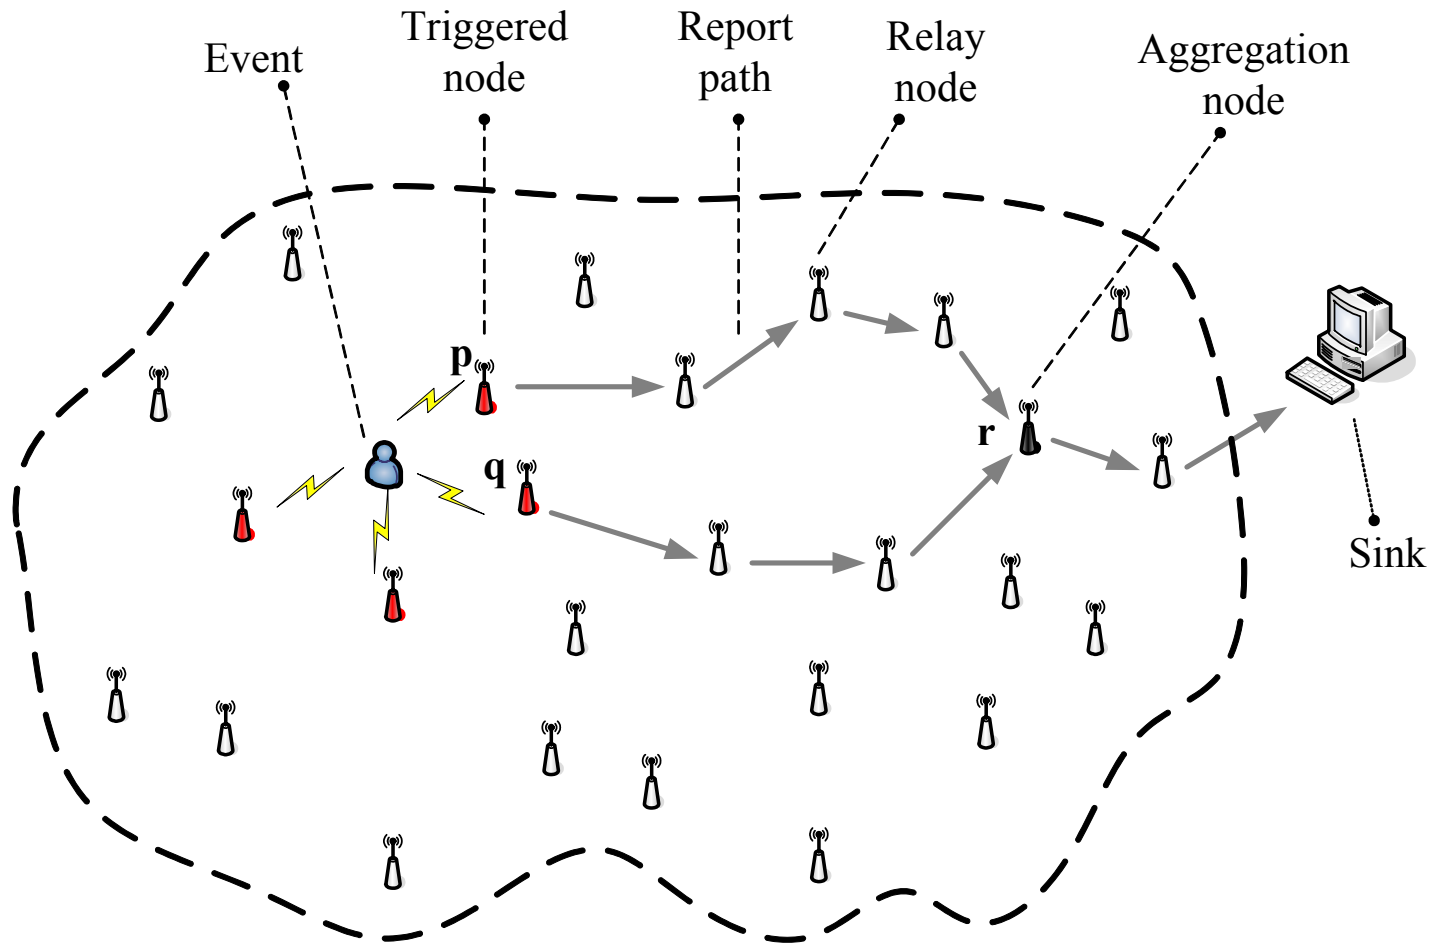 Event
Triggered
node
Report
path
Relay
node
Aggregation
node
p
q
r
Sink